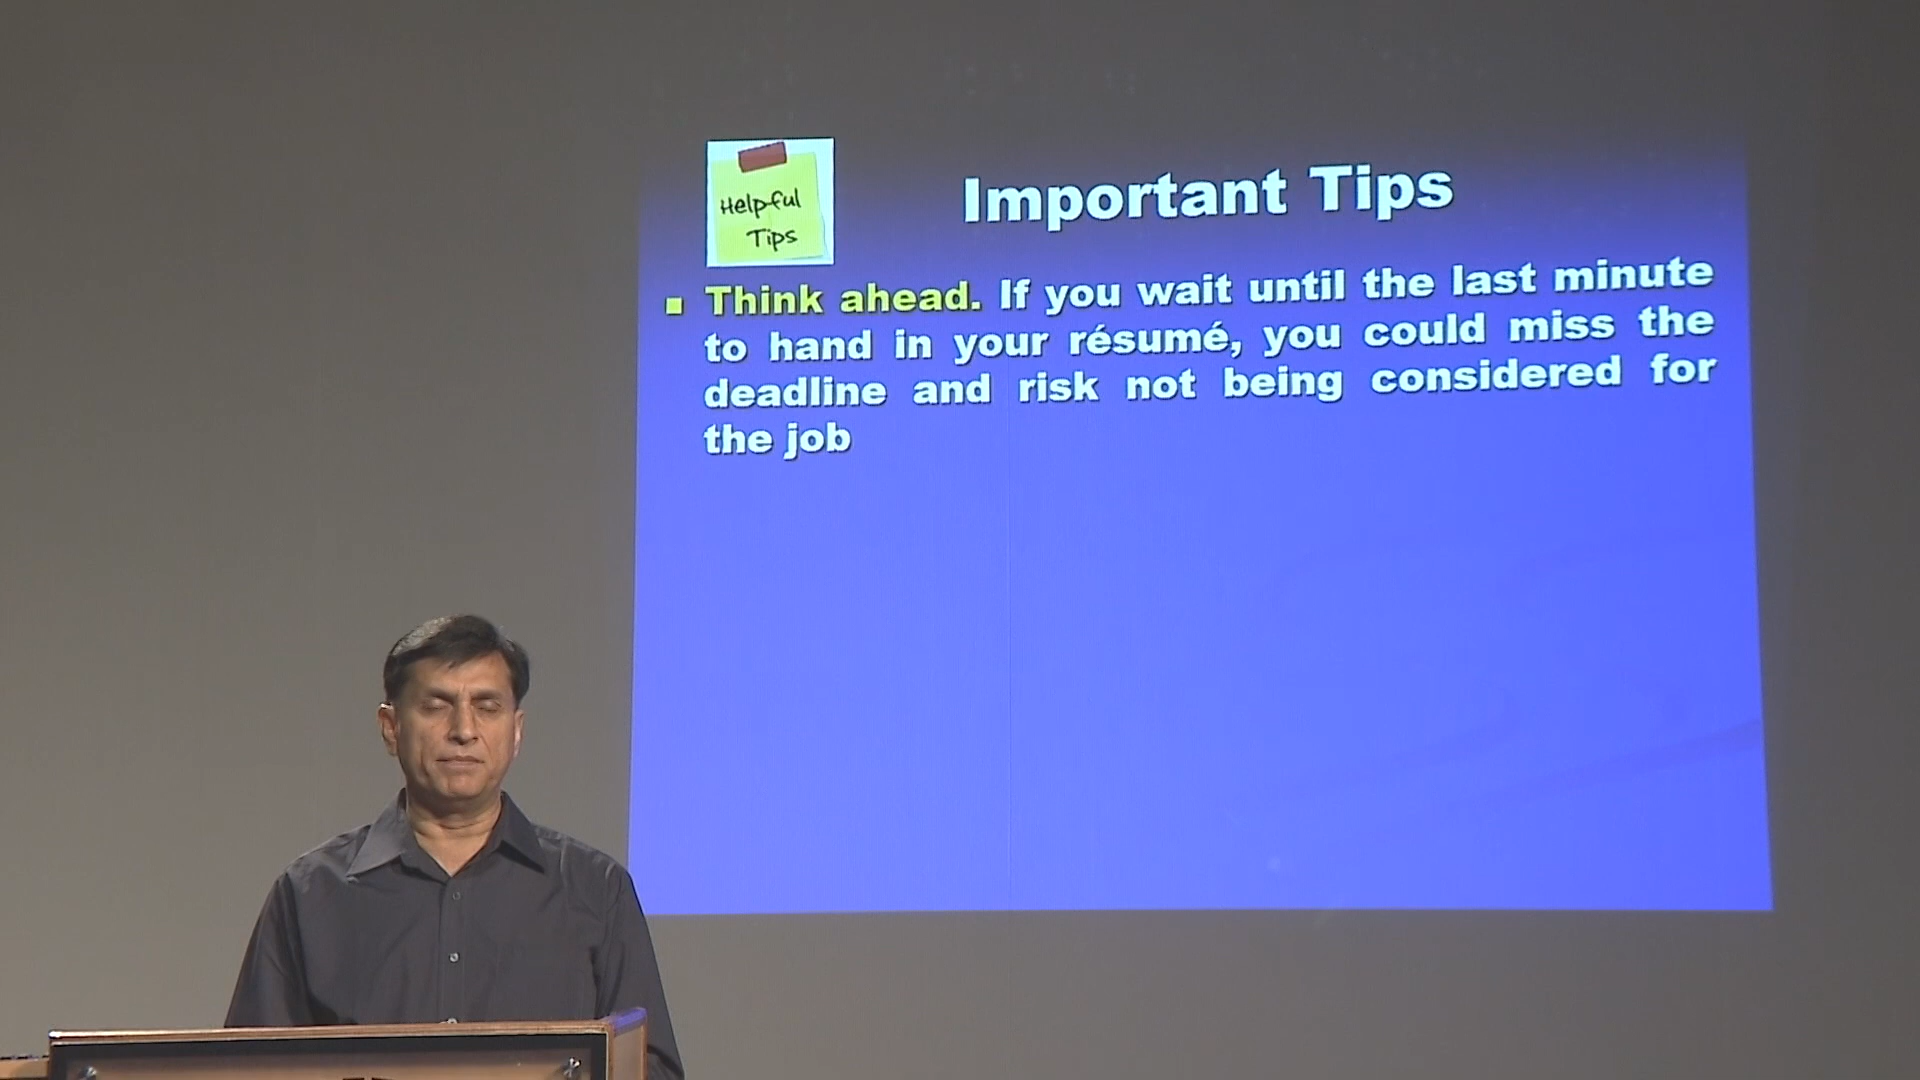 Helpful
Tips
Important Tips
Think ahead. If you wait until the last minute
to hand in your résumé, you could miss the
deadline and risk not being considered for
the job